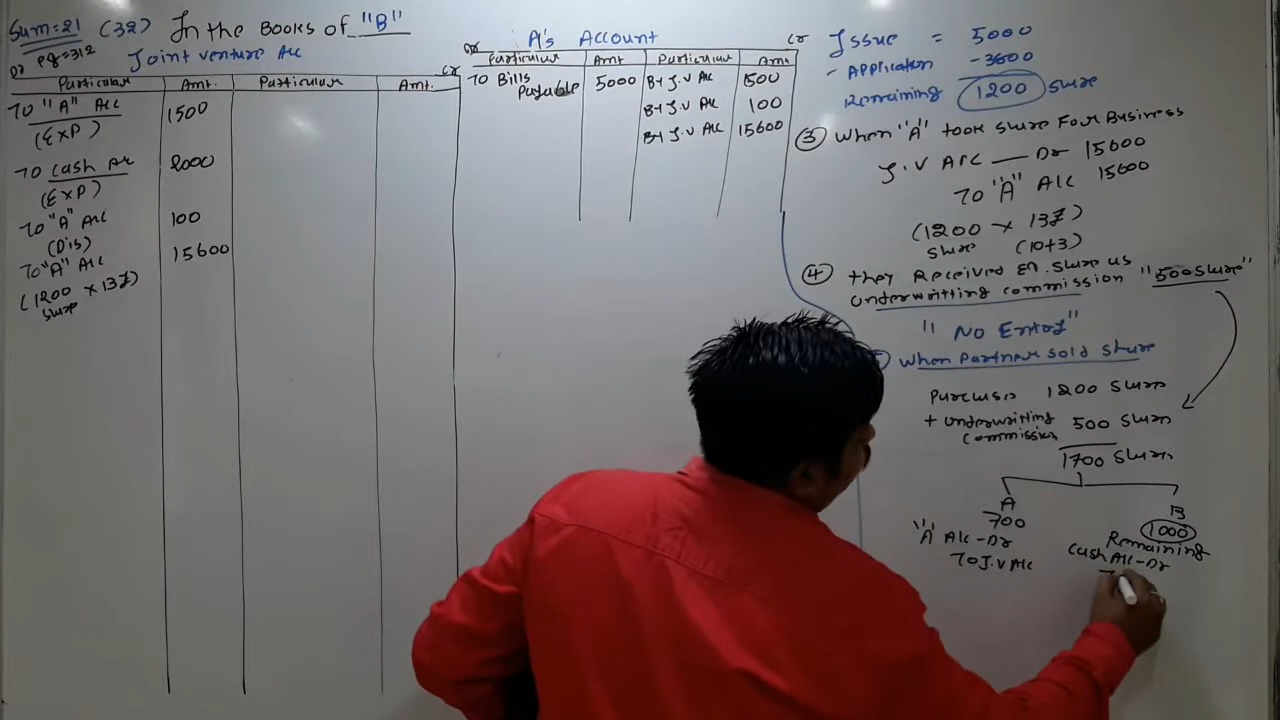 Sum=21 (32) In the Books of "B"
Pg=312
Joint venture A/c
Dr
Cr
Particular Amt. Particular Amt.
To "A" A/c 1500
(Exp)
To cash A/c 2000
(Exp)
To "A" A/c 100
(Dis)
To "A" A/c 15600
(1200 x 13₹)
share
A's Account
Dr
Cr
Particular Amt Particular Amt
To Bills Payable 5000 By J.V A/c 1500
By J.V A/c 100
By J.V A/c 15600
Issue = 5000
- Application -3800
Remaining 1200 share
③ When "A" took share For Business
J.V A/c — Dr 15600
To "A" A/c 15600
(1200 x 13₹)
share (10+3)
④ they Received En. share as
underwritting commission "500 share"
"No Entry"
When Partner sold share
Purchase 1200 share
+ underwritting 500 share
commission
1700 share
A B
700 1000
Remaining
"A" A/c - Dr
To J.V A/c
Cash A/c - Dr